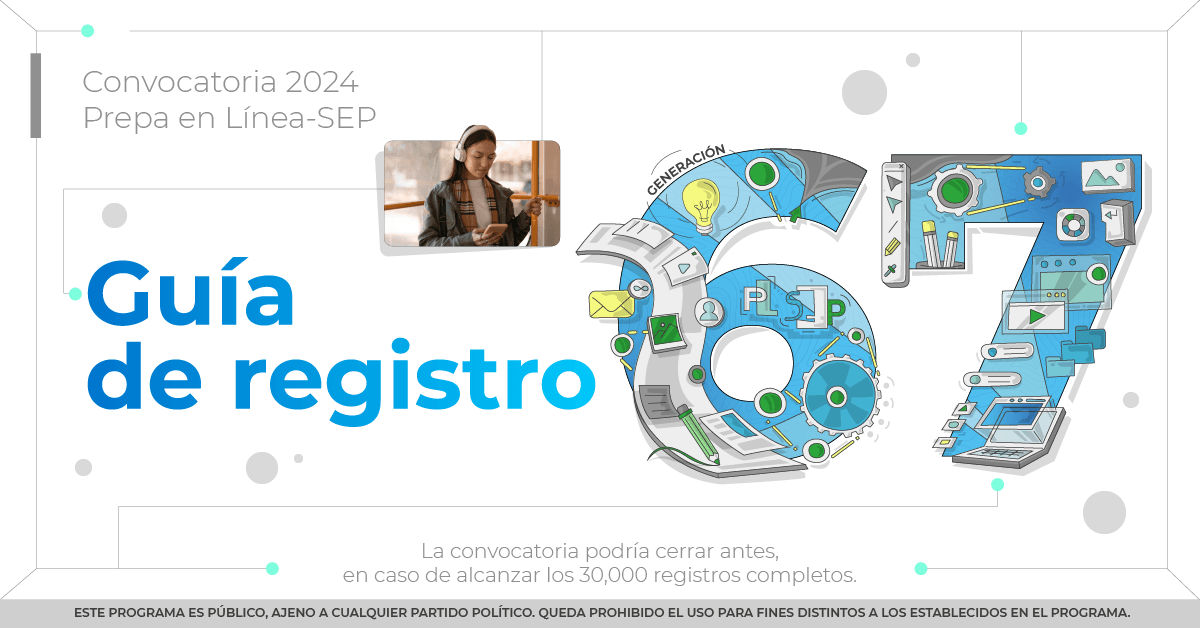 Convocatoria 2024
Prepa en Línea-SEP
GENERACIÓN
67
PLSEP
Guía
de registro
La convocatoria podría cerrar antes,
en caso de alcanzar los 30,000 registros completos.
ESTE PROGRAMA ES PÚBLICO, AJENO A CUALQUIER PARTIDO POLÍTICO. QUEDA PROHIBIDO EL USO PARA FINES DISTINTOS A LOS ESTABLECIDOS EN EL PROGRAMA.